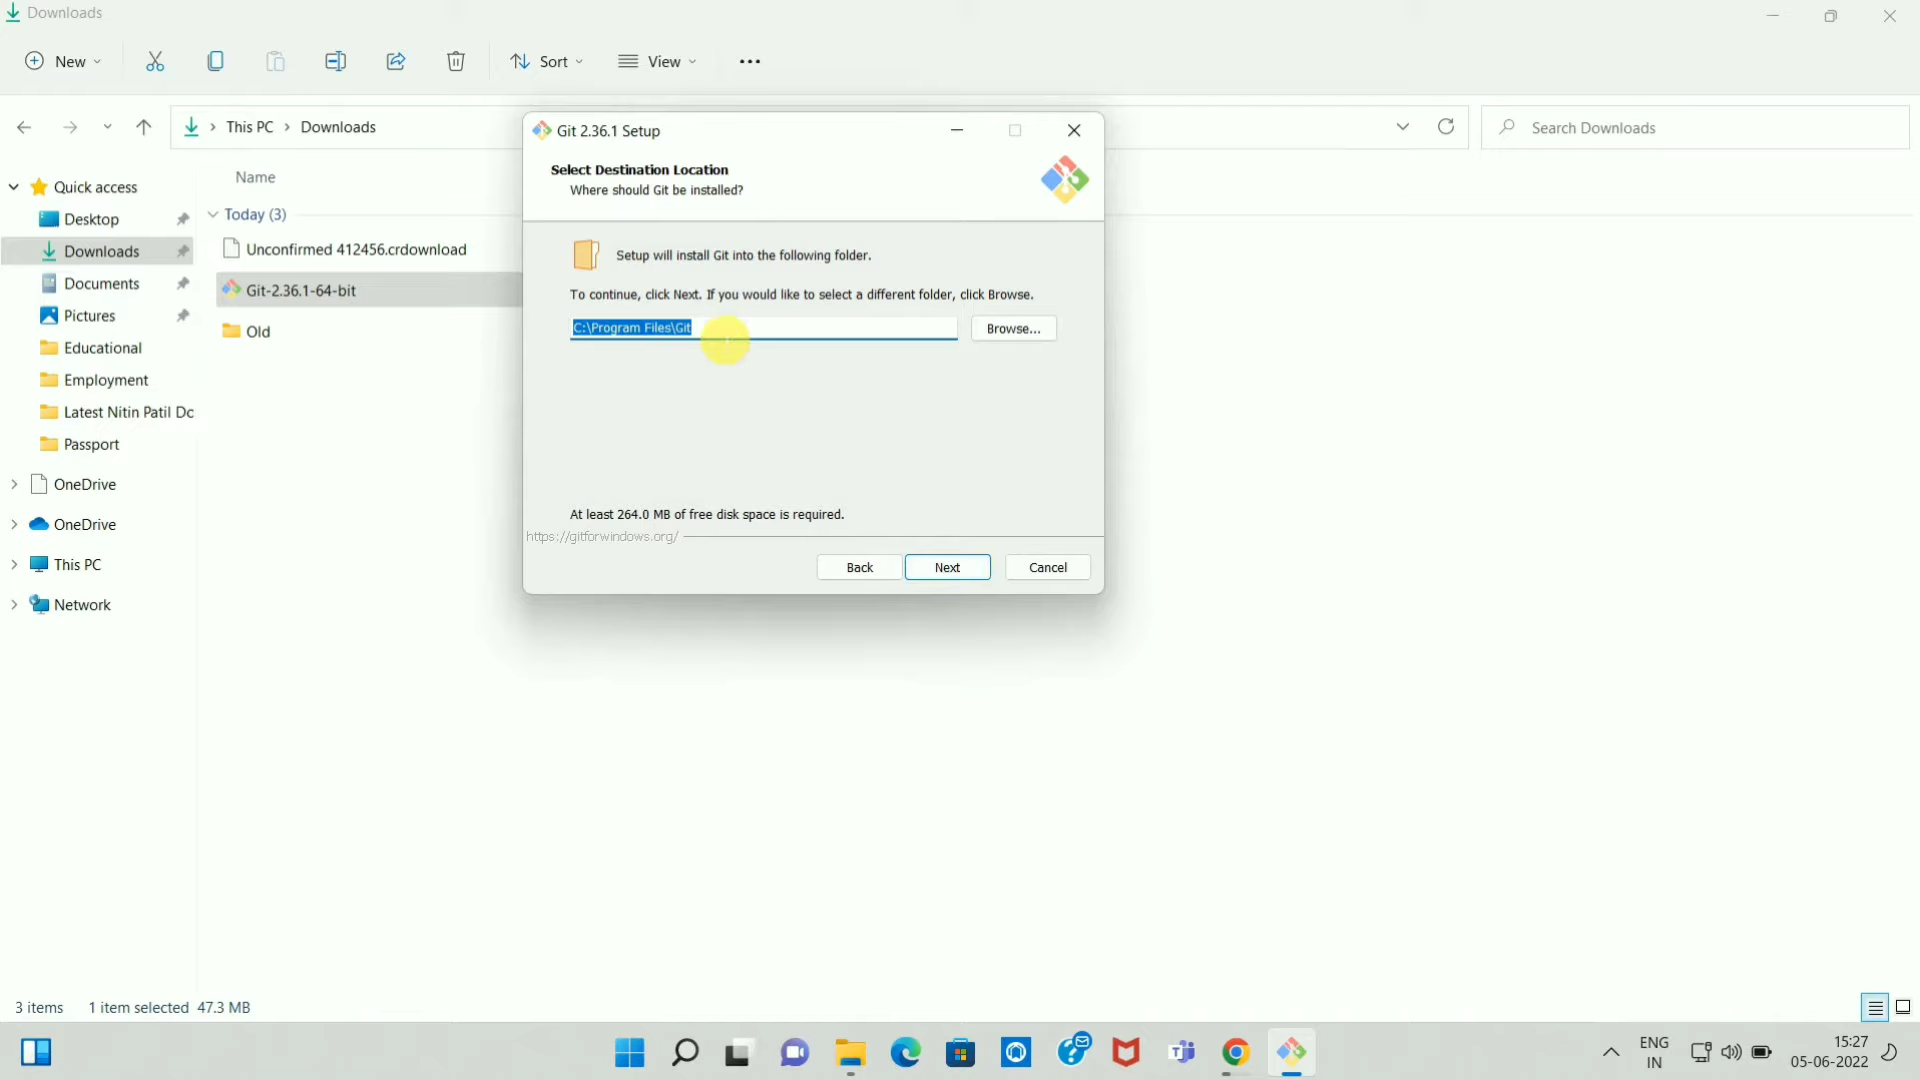 Downloads
New
Sort
View
This PC
Downloads
Search Downloads
Git 2.36.1 Setup
Select Destination Location
Where should Git be installed?
Setup will install Git into the following folder.
To continue, click Next. If you would like to select a different folder, click Browse.
C:\Program Files\Git
Browse...
At least 264.0 MB of free disk space is required.
https://gitforwindows.org/
Back
Next
Cancel
Name
Today (3)
Unconfirmed 412456.crdownload
Git-2.36.1-64-bit
Old
Quick access
Desktop
Downloads
Documents
Pictures
Educational
Employment
Latest Nitin Patil Dc
Passport
OneDrive
OneDrive
This PC
Network
3 items
1 item selected 47.3 MB
ENG
IN
15:27
05-06-2022